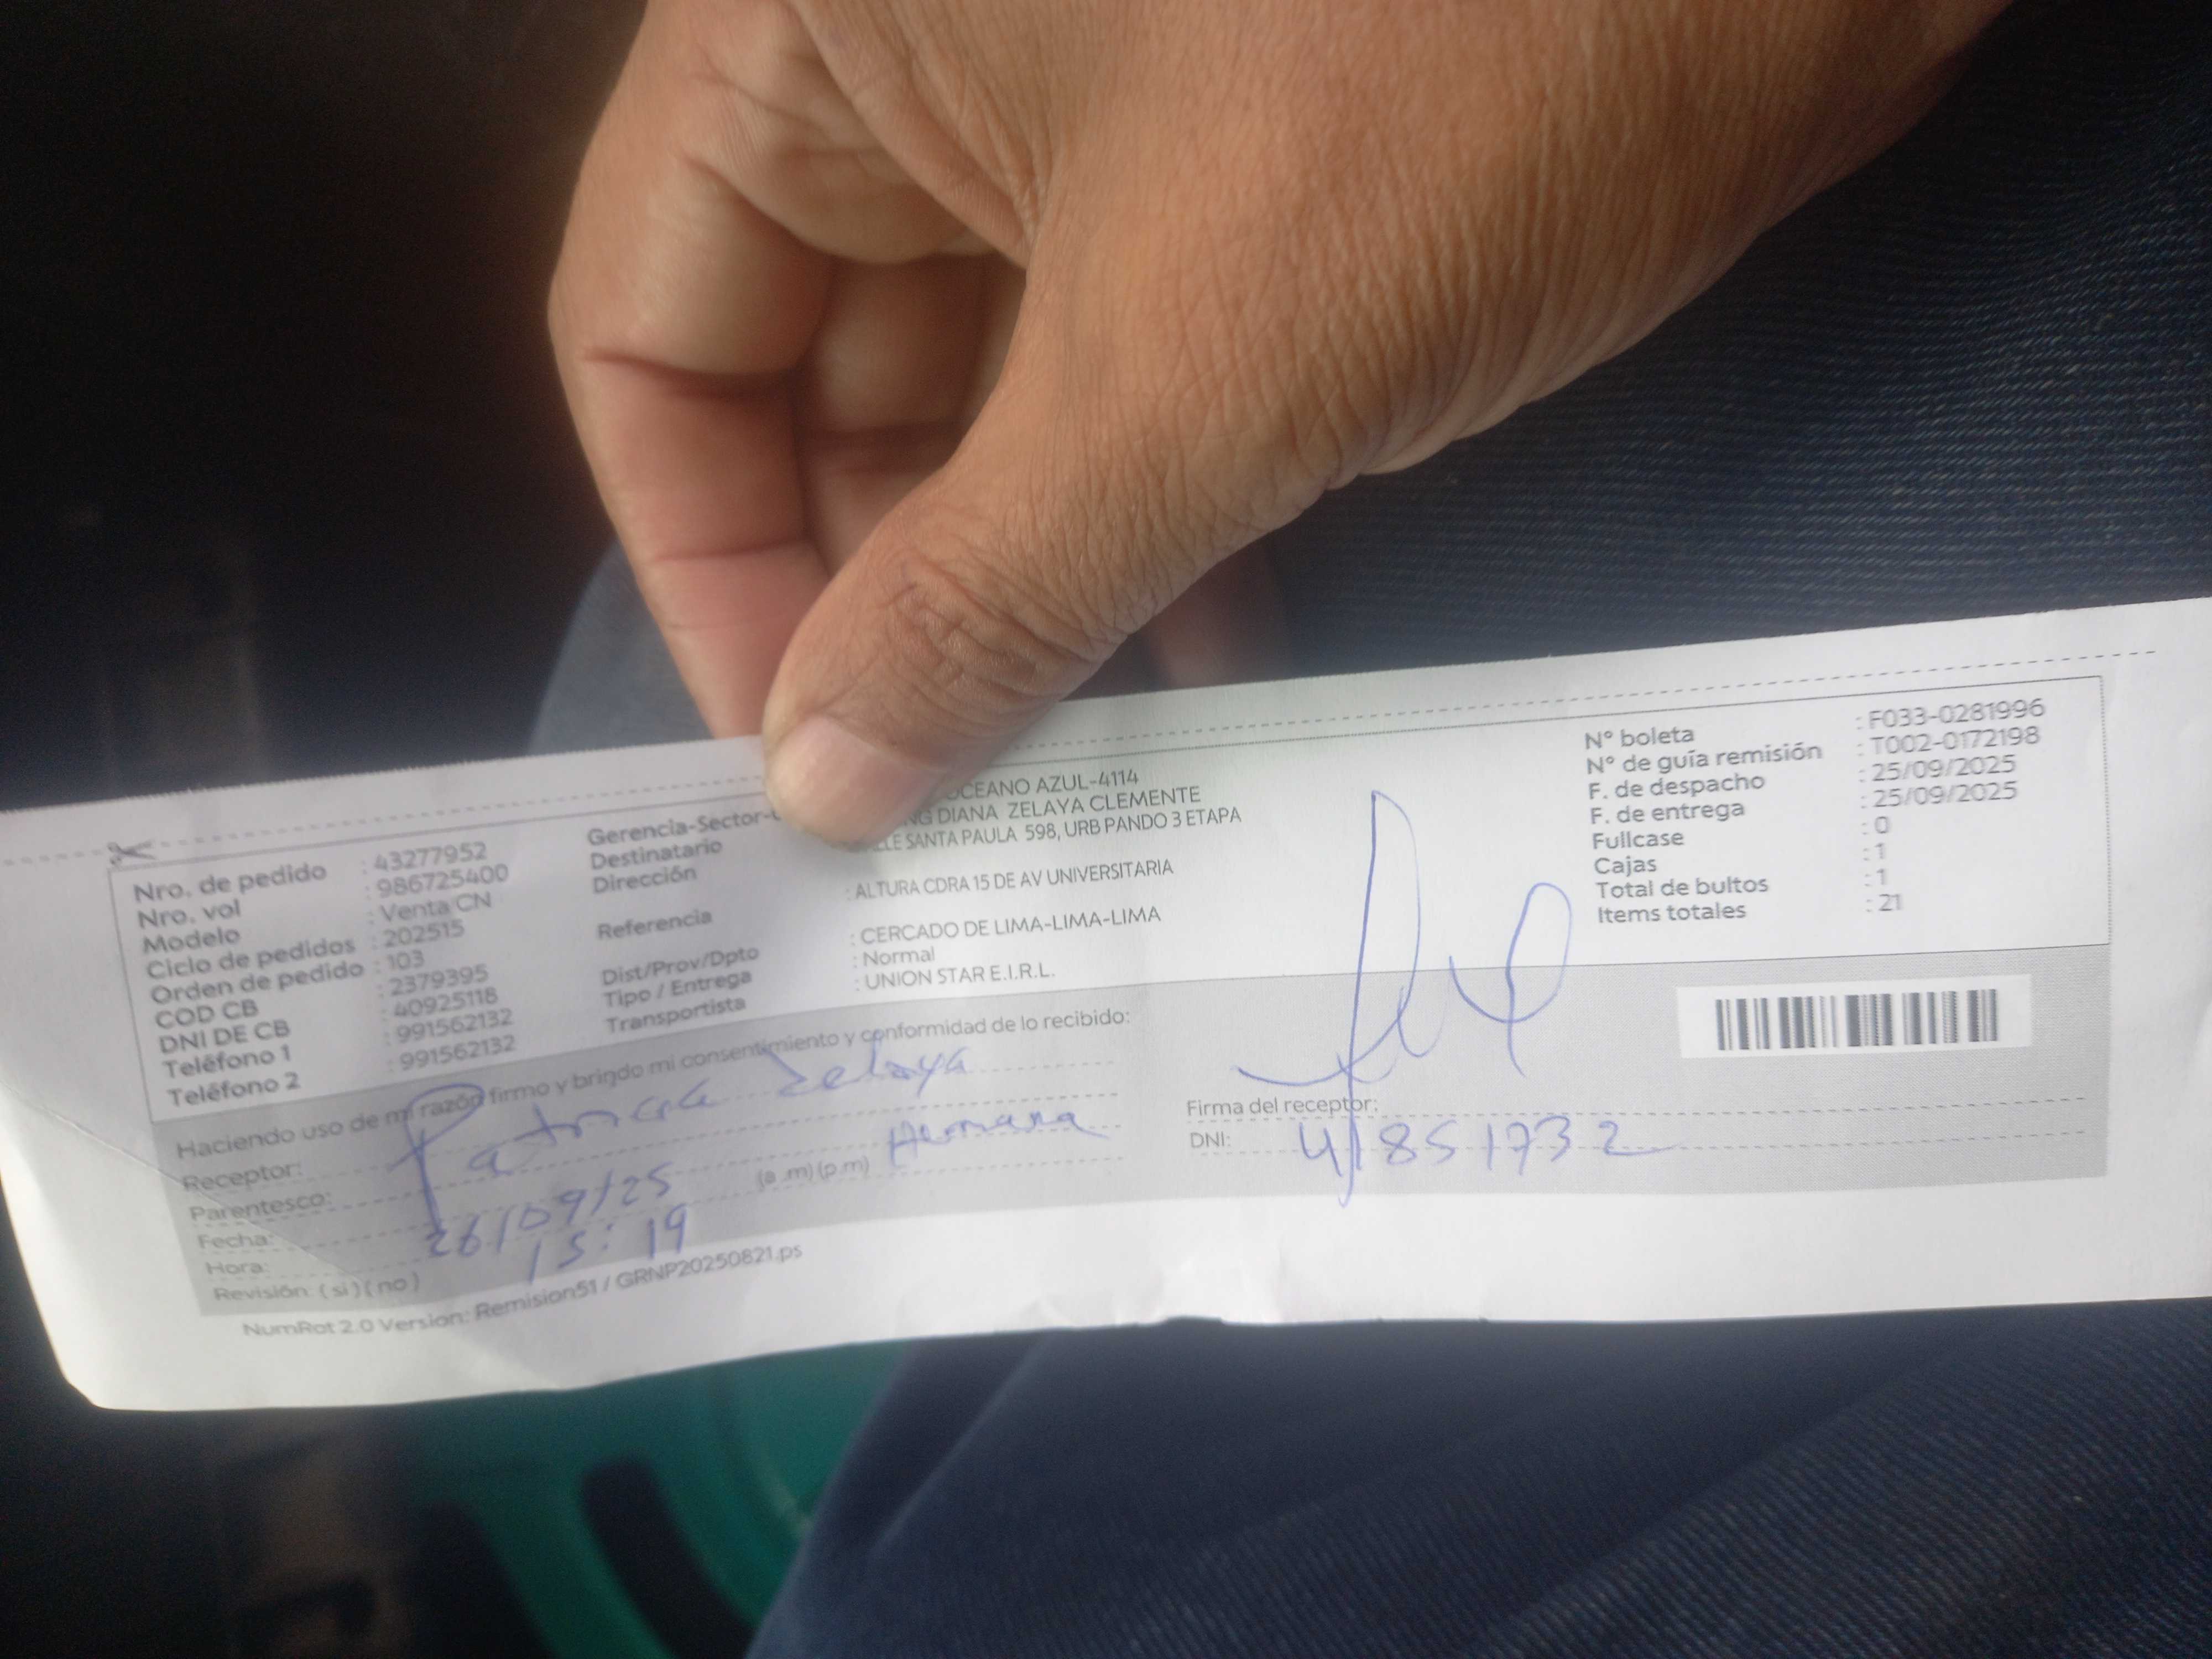 Nro. de pedido : 43277952
Nro. vol : 986725400
Modelo : Venta CN
Ciclo de pedidos : 202515
Orden de pedido : 103
COD CB : 2379395
DNI DE CB : 40925118
Teléfono 1 : 991562132
Teléfono 2 : 991562132
Gerencia-Sector- OCEANO AZUL-4114
Destinatario DIANA ZELAYA CLEMENTE
Dirección SANTA PAULA 598, URB PANDO 3 ETAPA
Referencia : ALTURA CDRA 15 DE AV UNIVERSITARIA
Dist/Prov/Dpto : CERCADO DE LIMA-LIMA-LIMA
Tipo / Entrega : Normal
Transportista : UNION STAR E.I.R.L.
Nº boleta : F033-0281996
Nº de guía remisión : T002-0172198
F. de despacho : 25/09/2025
F. de entrega : 25/09/2025
Fullcase : 0
Cajas : 1
Total de bultos : 1
Items totales : 21
Haciendo uso de mi razón firmo y brindo mi consentimiento y conformidad de lo recibido:
Receptor: Patricia Zelaya
Parentesco: Hermana
Fecha: 26/09/25 (a .m) (p.m)
Hora: 15:19
Revisión: ( si ) ( no )
Firma del receptor:
DNI: 41851732
NumRot 2.0 Version: Remision51 / GRNP20250821.ps